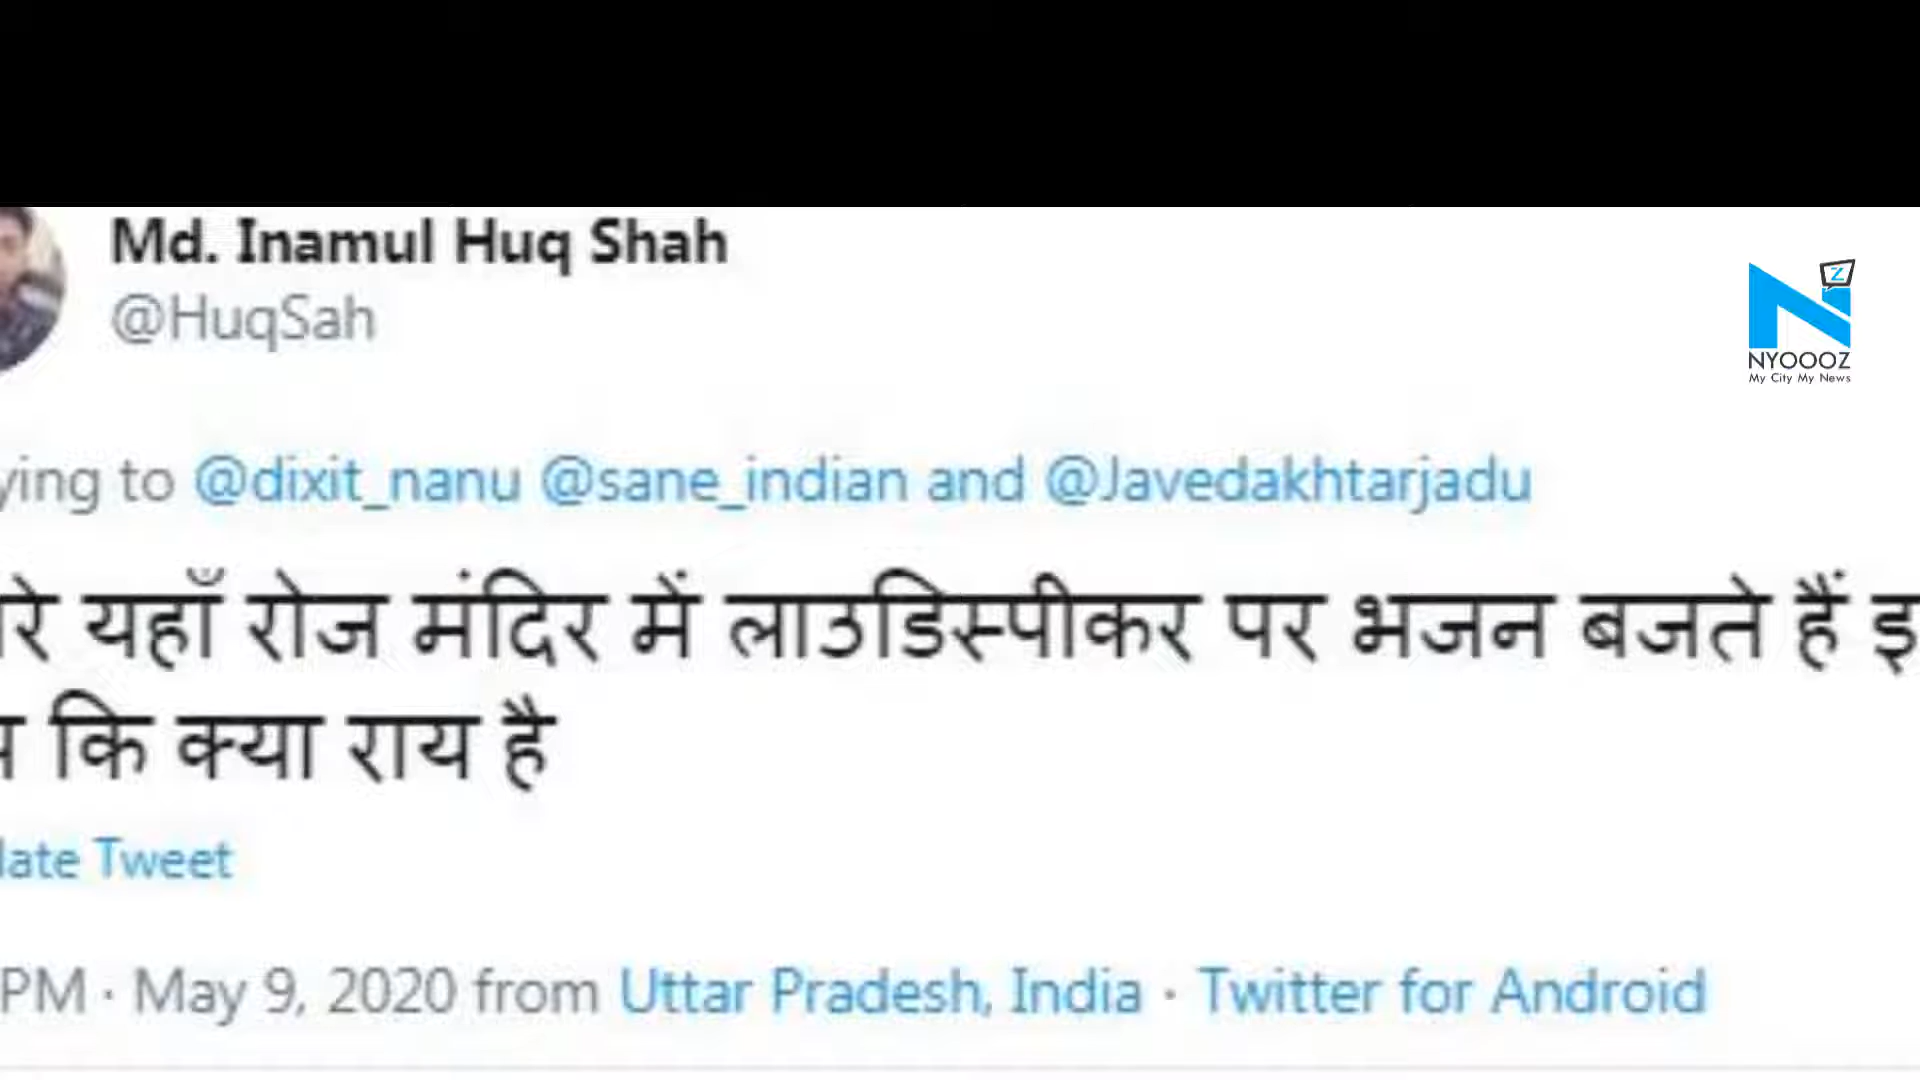 Md. Inamul Huq Shah
@HuqSah
Z
NYOOOZ
My City My News
ying to @dixit_nanu @sane_indian and @Javedakhtarjadu
रे यहाँ रोज मंदिर में लाउडिस्पीकर पर भजन बजते हैं इ
कि क्या राय है
late Tweet
PM · May 9, 2020 from Uttar Pradesh, India · Twitter for Android